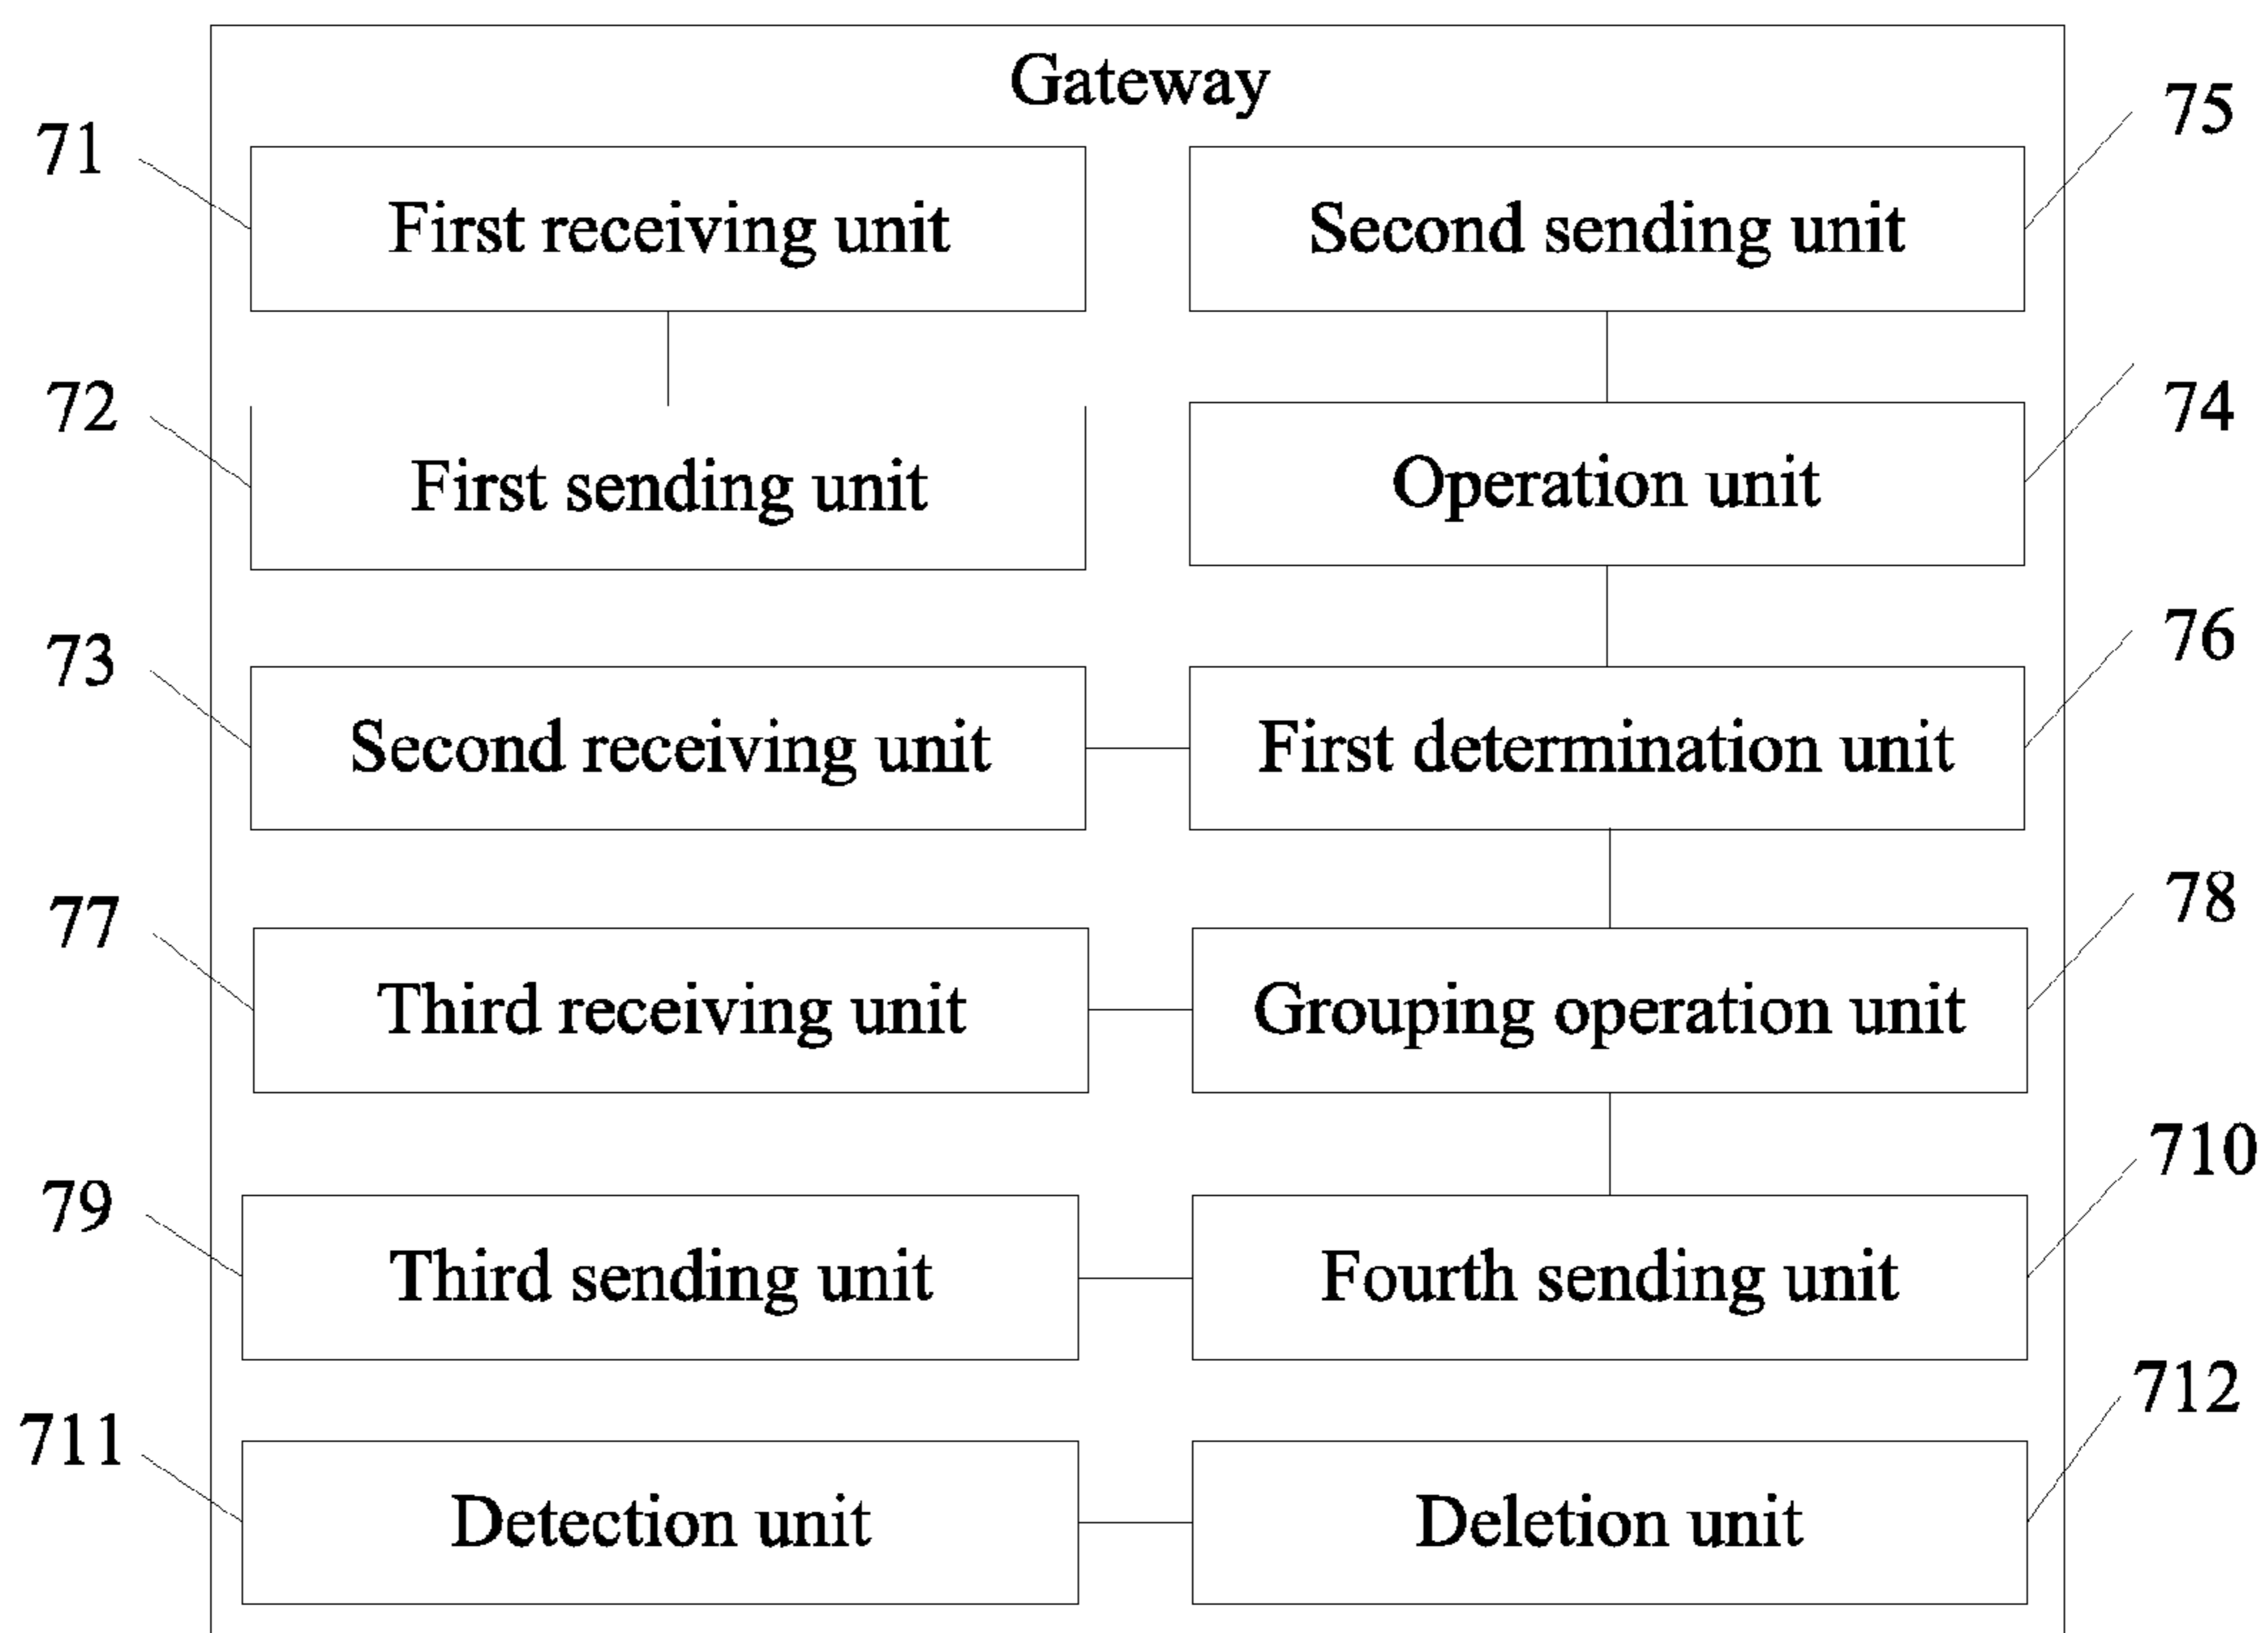 Gateway
71
First receiving unit
Second sending unit
75
72
First sending unit
Operation unit
74
73
Second receiving unit
First determination unit
76
77
Third receiving unit
Grouping operation unit
78
79
Third sending unit
Fourth sending unit
710
711
Detection unit
Deletion unit
712